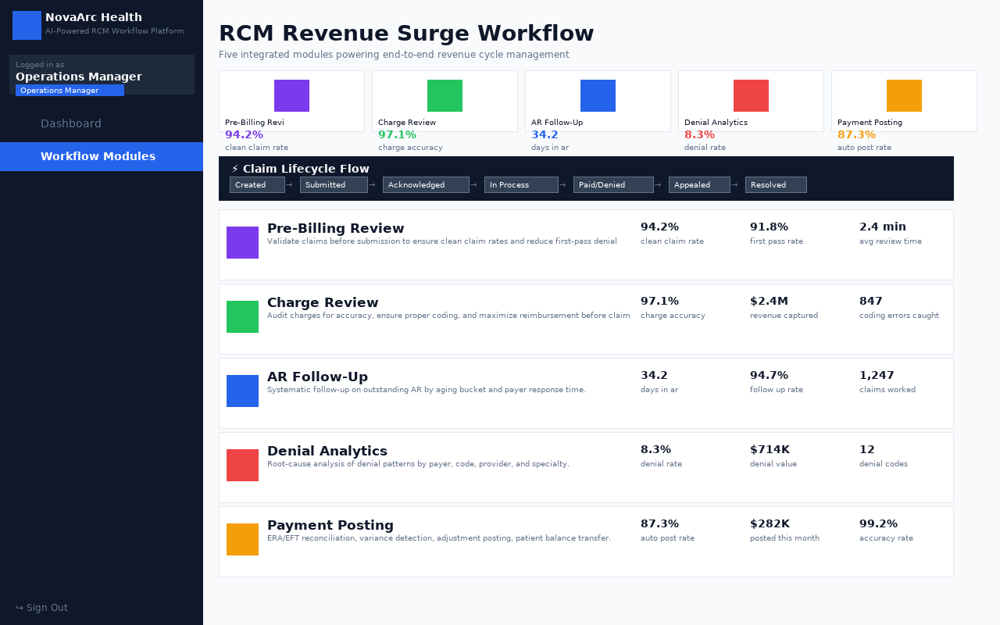 NovaArc Health
AI-Powered RCM Workflow Platform
Logged in as
Operations Manager
Operations Manager
Dashboard
Workflow Modules
↪ Sign Out
RCM Revenue Surge Workflow
Five integrated modules powering end-to-end revenue cycle management
Pre-Billing Revi
94.2%
clean claim rate
Charge Review
97.1%
charge accuracy
AR Follow-Up
34.2
days in ar
Denial Analytics
8.3%
denial rate
Payment Posting
87.3%
auto post rate
⚡ Claim Lifecycle Flow
Created → Submitted → Acknowledged → In Process → Paid/Denied → Appealed → Resolved
Pre-Billing Review
Validate claims before submission to ensure clean claim rates and reduce first-pass denial
94.2% 91.8% 2.4 min
clean claim rate first pass rate avg review time
Charge Review
Audit charges for accuracy, ensure proper coding, and maximize reimbursement before claim
97.1% $2.4M 847
charge accuracy revenue captured coding errors caught
AR Follow-Up
Systematic follow-up on outstanding AR by aging bucket and payer response time.
34.2 94.7% 1,247
days in ar follow up rate claims worked
Denial Analytics
Root-cause analysis of denial patterns by payer, code, provider, and specialty.
8.3% $714K 12
denial rate denial value denial codes
Payment Posting
ERA/EFT reconciliation, variance detection, adjustment posting, patient balance transfer.
87.3% $282K 99.2%
auto post rate posted this month accuracy rate